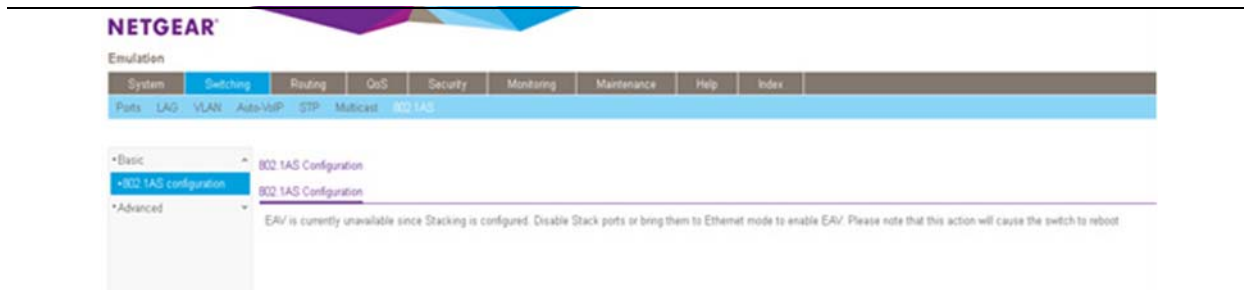 NETGEAR®
Emulation
System Switching Routing QoS Security Monitoring Maintenance Help Index
Ports LAG VLAN Auto-VoIP STP Multicast 802.1AS
•Basic
•802.1AS configuration
•Advanced
802.1AS Configuration
802.1AS Configuration
EAV is currently unavailable since Stacking is configured. Disable Stack ports or bring them to Ethernet mode to enable EAV. Please note that this action will cause the switch to reboot